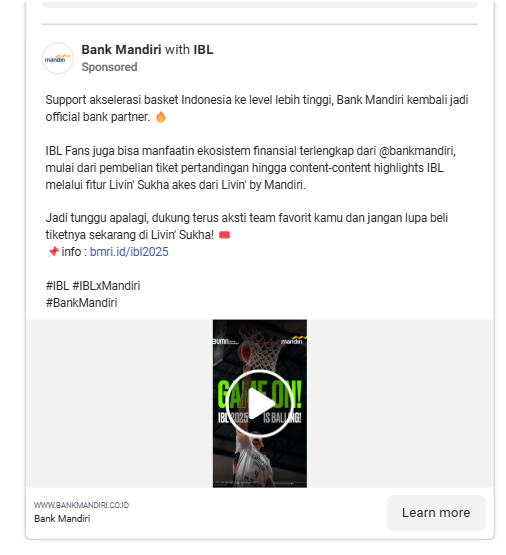 mandiri
Bank Mandiri with IBL
Sponsored
Support akselerasi basket Indonesia ke level lebih tinggi, Bank Mandiri kembali jadi
official bank partner. 🔥
IBL Fans juga bisa manfaatin ekosistem finansial terlengkap dari @bankmandiri,
mulai dari pembelian tiket pertandingan hingga content-content highlights IBL
melalui fitur Livin' Sukha akses dari Livin' by Mandiri.
Jadi tunggu apalagi, dukung terus aksti team favorit kamu dan jangan lupa beli
tiketnya sekarang di Livin' Sukha! 🎟️
📌 info : bmri.id/ibl2025
#IBL #IBLxMandiri
#BankMandiri
BUMN mandiri
GAME ON!
IBL 2025 IS BALLING!
WWW.BANKMANDIRI.CO.ID
Bank Mandiri
Learn more